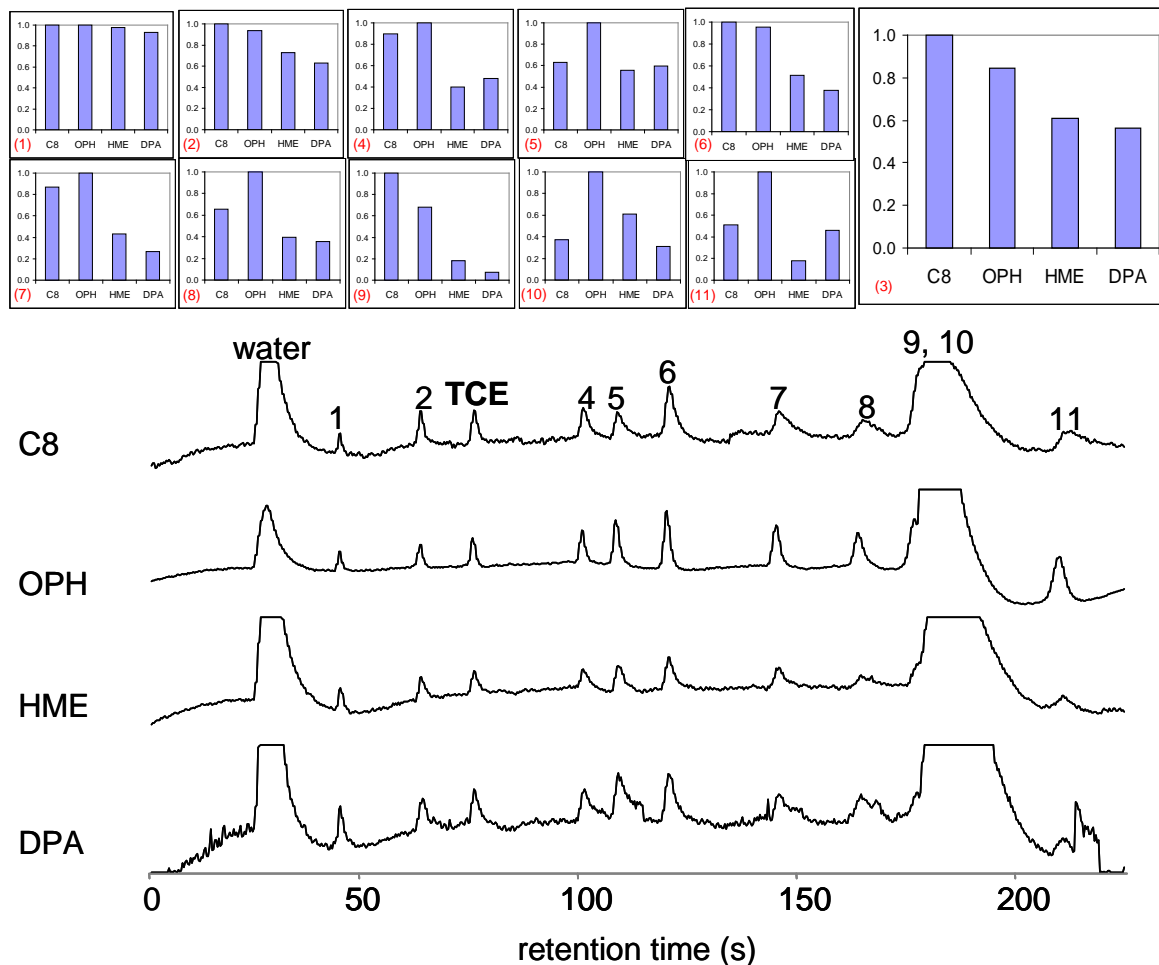 1.0 0.8 0.6 0.4 0.2 0.0
C8 OPH HME DPA
(1)
1.0 0.8 0.6 0.4 0.2 0.0
C8 OPH HME DPA
(2)
1.0 0.8 0.6 0.4 0.2 0.0
C8 OPH HME DPA
(4)
1.0 0.8 0.6 0.4 0.2 0.0
C8 OPH HME DPA
(5)
1.0 0.8 0.6 0.4 0.2 0.0
C8 OPH HME DPA
(6)
1.0 0.8 0.6 0.4 0.2 0.0
C8 OPH HME DPA
(3)
1.0 0.8 0.6 0.4 0.2 0.0
C8 OPH HME DPA
(7)
1.0 0.8 0.6 0.4 0.2 0.0
C8 OPH HME DPA
(8)
1.0 0.8 0.6 0.4 0.2 0.0
C8 OPH HME DPA
(9)
1.0 0.8 0.6 0.4 0.2 0.0
C8 OPH HME DPA
(10)
1.0 0.8 0.6 0.4 0.2 0.0
C8 OPH HME DPA
(11)
water 1 2 TCE 4 5 6 7 8 9, 10 11
C8
OPH
HME
DPA
0 50 100 150 200
retention time (s)